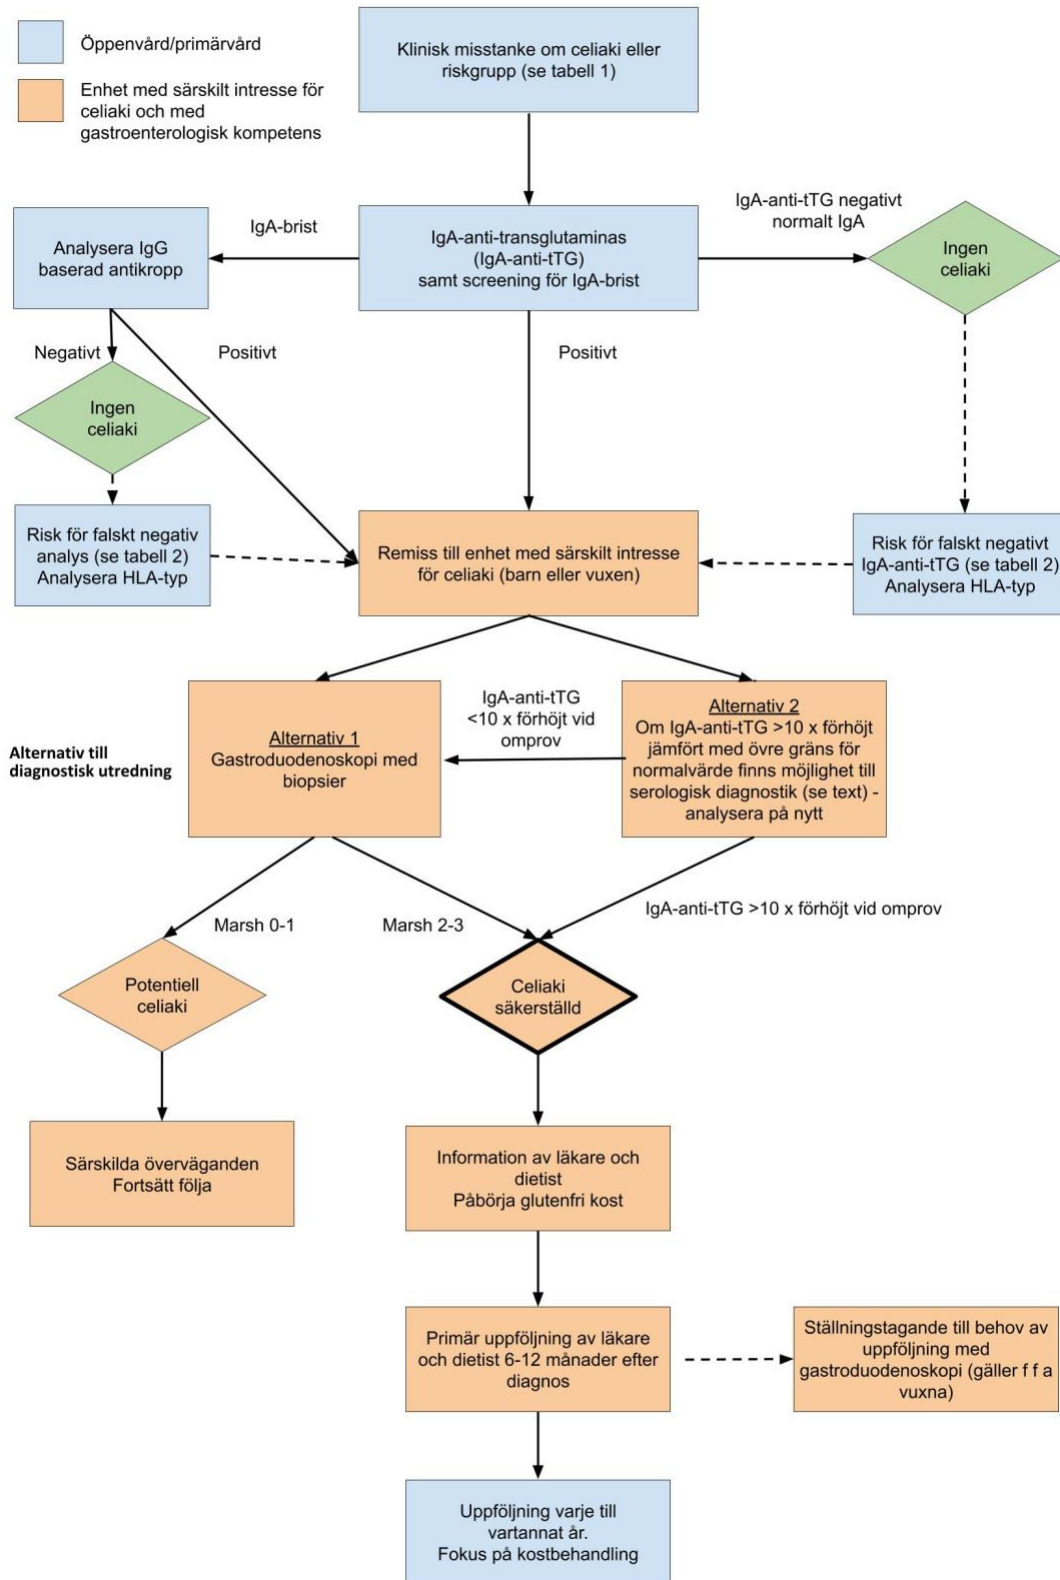 Öppenvård/primärvård
Enhet med särskilt intresse för
celiaki och med
gastroenterologisk kompetens
Klinisk misstanke om celiaki eller
riskgrupp (se tabell 1)
IgA-brist
IgA-anti-tTG negativt
normalt IgA
Analysera IgG
baserad antikropp
IgA-anti-transglutaminas
(IgA-anti-tTG)
samt screening för IgA-brist
Ingen
celiaki
Negativt
Positivt
Positivt
Ingen
celiaki
Risk för falskt negativ
analys (se tabell 2)
Analysera HLA-typ
Remiss till enhet med särskilt intresse
för celiaki (barn eller vuxen)
Risk för falskt negativt
IgA-anti-tTG (se tabell 2)
Analysera HLA-typ
Alternativ till
diagnostisk utredning
Alternativ 1
Gastroduodenoskopi med
biopsier
IgA-anti-tTG
<10 x förhöjt vid
omprov
Alternativ 2
Om IgA-anti-tTG >10 x förhöjt
jämfört med övre gräns för
normalvärde finns möjlighet till
serologisk diagnostik (se text) -
analysera på nytt
Marsh 0-1
Marsh 2-3
IgA-anti-tTG >10 x förhöjt vid omprov
Potentiell
celiaki
Celiaki
säkerställd
Särskilda överväganden
Fortsätt följa
Information av läkare och
dietist
Påbörja glutenfri kost
Primär uppföljning av läkare
och dietist 6-12 månader efter
diagnos
Ställningstagande till behov av
uppföljning med
gastroduodenoskopi (gäller f f a
vuxna)
Uppföljning varje till
vartannat år.
Fokus på kostbehandling